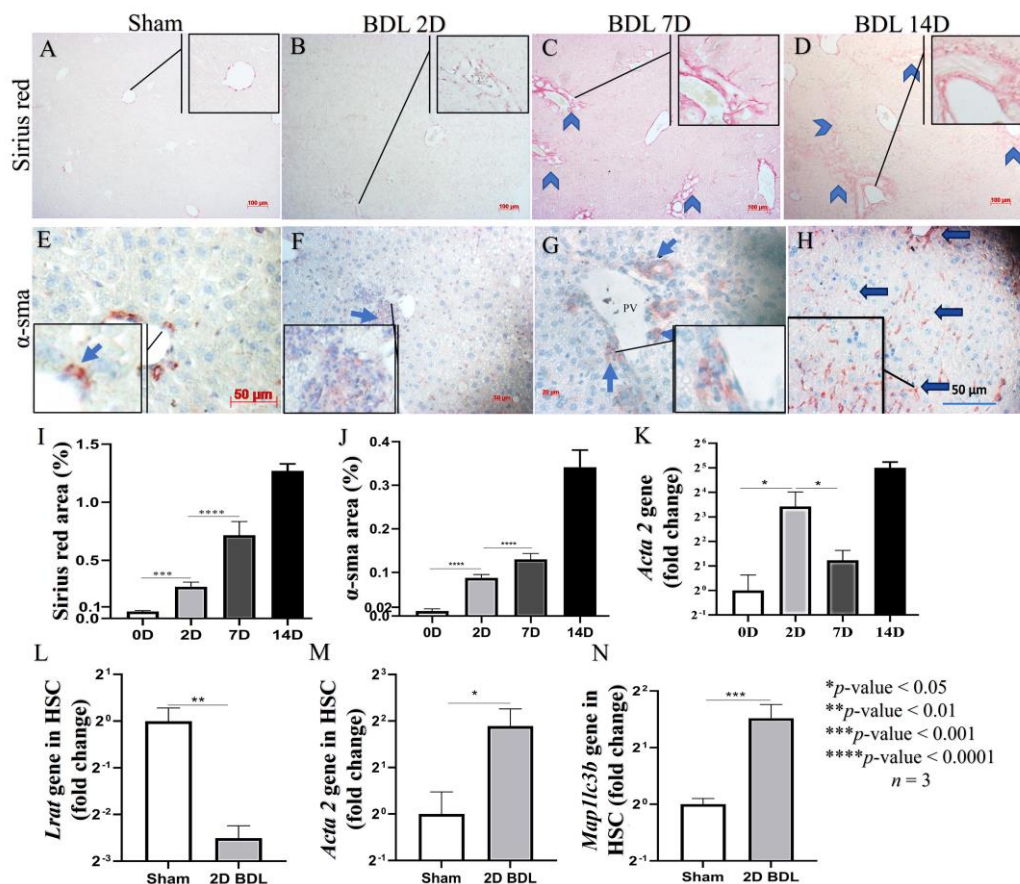 Sham
BDL 2D
BDL 7D
BDL 14D
Sirius red
A
B
C
D
100 μm
100 μm
100 μm
100 μm
α-sma
E
F
G
H
PV
50 μm
50 μm
20 μm
50 μm
I
Sirius red area (%)
1.5
1.0
0.5
0.1
0.0
***
****
0D 2D 7D 14D
J
α-sma area (%)
0.4
0.3
0.2
0.1
0.02
0.00
****
****
0D 2D 7D 14D
K
Acta 2 gene
(fold change)
2⁶
2⁵
2⁴
2³
2²
2¹
2⁰
2⁻¹
*
*
0D 2D 7D 14D
L
Lrat gene in HSC
(fold change)
2¹
2⁰
2⁻¹
2⁻²
2⁻³
**
Sham 2D BDL
M
Acta 2 gene in HSC
(fold change)
2³
2²
2¹
2⁰
2⁻¹
*
Sham 2D BDL
N
Map1lc3b gene in
HSC (fold change)
2²
2¹
2⁰
2⁻¹
***
Sham 2D BDL
*p-value < 0.05
**p-value < 0.01
***p-value < 0.001
****p-value < 0.0001
n = 3